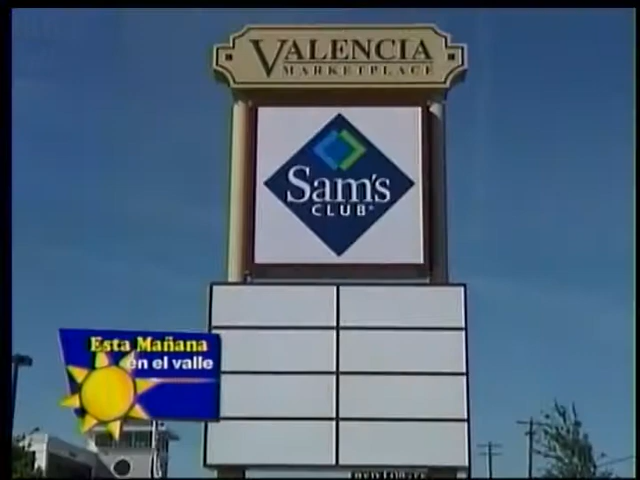 VALENCIA
MARKETPLACE
Sam's
CLUB
Esta Mañana
en el valle